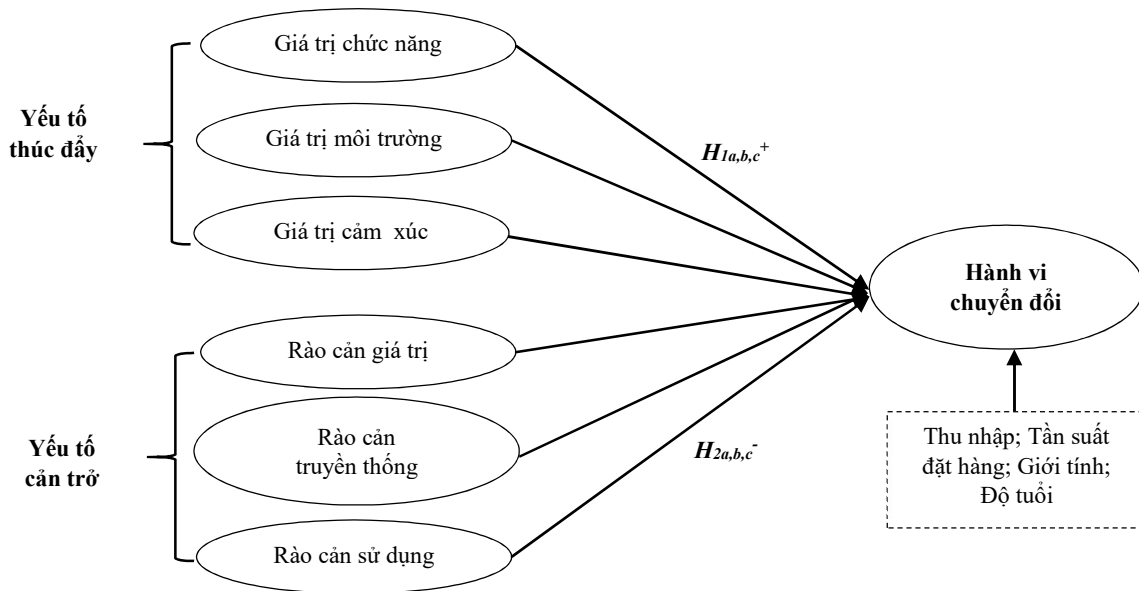 Yếu tố
thúc đẩy
Giá trị chức năng
Giá trị môi trường
Giá trị cảm xúc
H1a,b,c+
Hành vi
chuyển đổi
Yếu tố
cản trở
Rào cản giá trị
Rào cản
truyền thống
Rào cản sử dụng
H2a,b,c-
Thu nhập; Tần suất
đặt hàng; Giới tính;
Độ tuổi